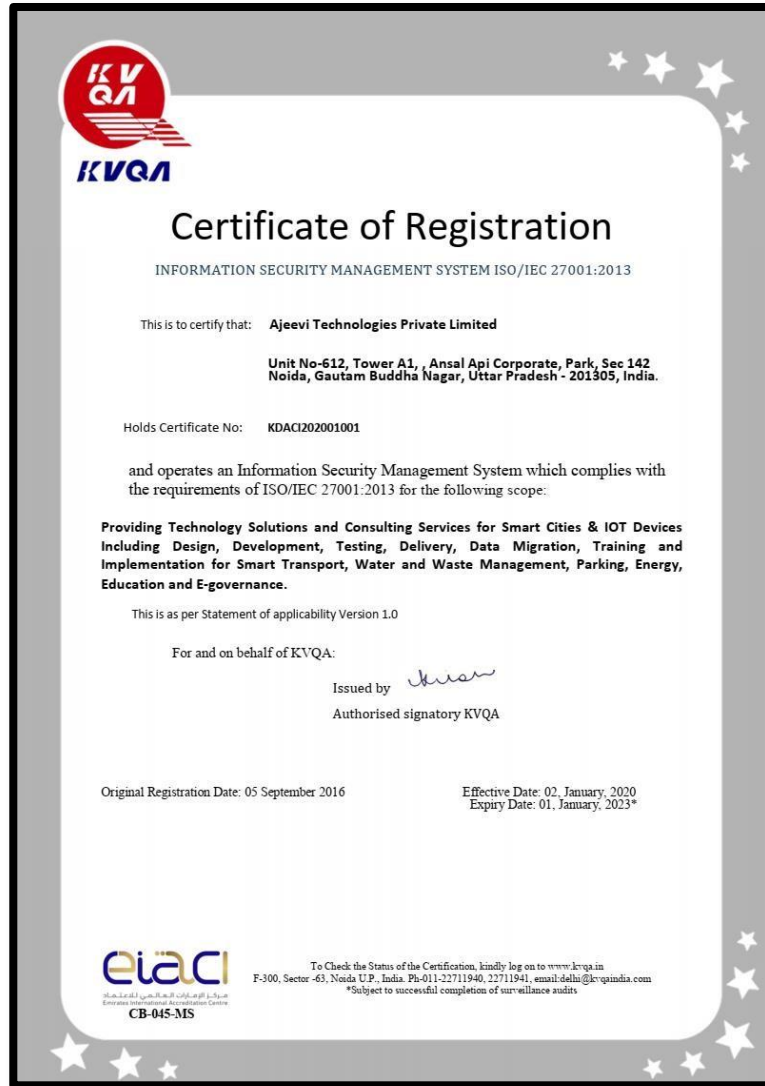 KV
QA
KVQA
Certificate of Registration
INFORMATION SECURITY MANAGEMENT SYSTEM ISO/IEC 27001:2013
This is to certify that: Ajeevi Technologies Private Limited
Unit No-612, Tower A1, , Ansal Api Corporate, Park, Sec 142
Noida, Gautam Buddha Nagar, Uttar Pradesh - 201305, India.
Holds Certificate No: KDACI202001001
and operates an Information Security Management System which complies with
the requirements of ISO/IEC 27001:2013 for the following scope:
Providing Technology Solutions and Consulting Services for Smart Cities & IOT Devices
Including Design, Development, Testing, Delivery, Data Migration, Training and
Implementation for Smart Transport, Water and Waste Management, Parking, Energy,
Education and E-governance.
This is as per Statement of applicability Version 1.0
For and on behalf of KVQA:
Issued by
Authorised signatory KVQA
Original Registration Date: 05 September 2016
Effective Date: 02, January, 2020
Expiry Date: 01, January, 2023*
eiaci
مركز الإمارات العالمي للاعتماد
Emirates International Accreditation Centre
CB-045-MS
To Check the Status of the Certification, kindly log on to www.kvqa.in
F-300, Sector -63, Noida U.P., India. Ph-011-22711940, 22711941, email:delhi@kvqaindia.com
*Subject to successful completion of surveillance audits